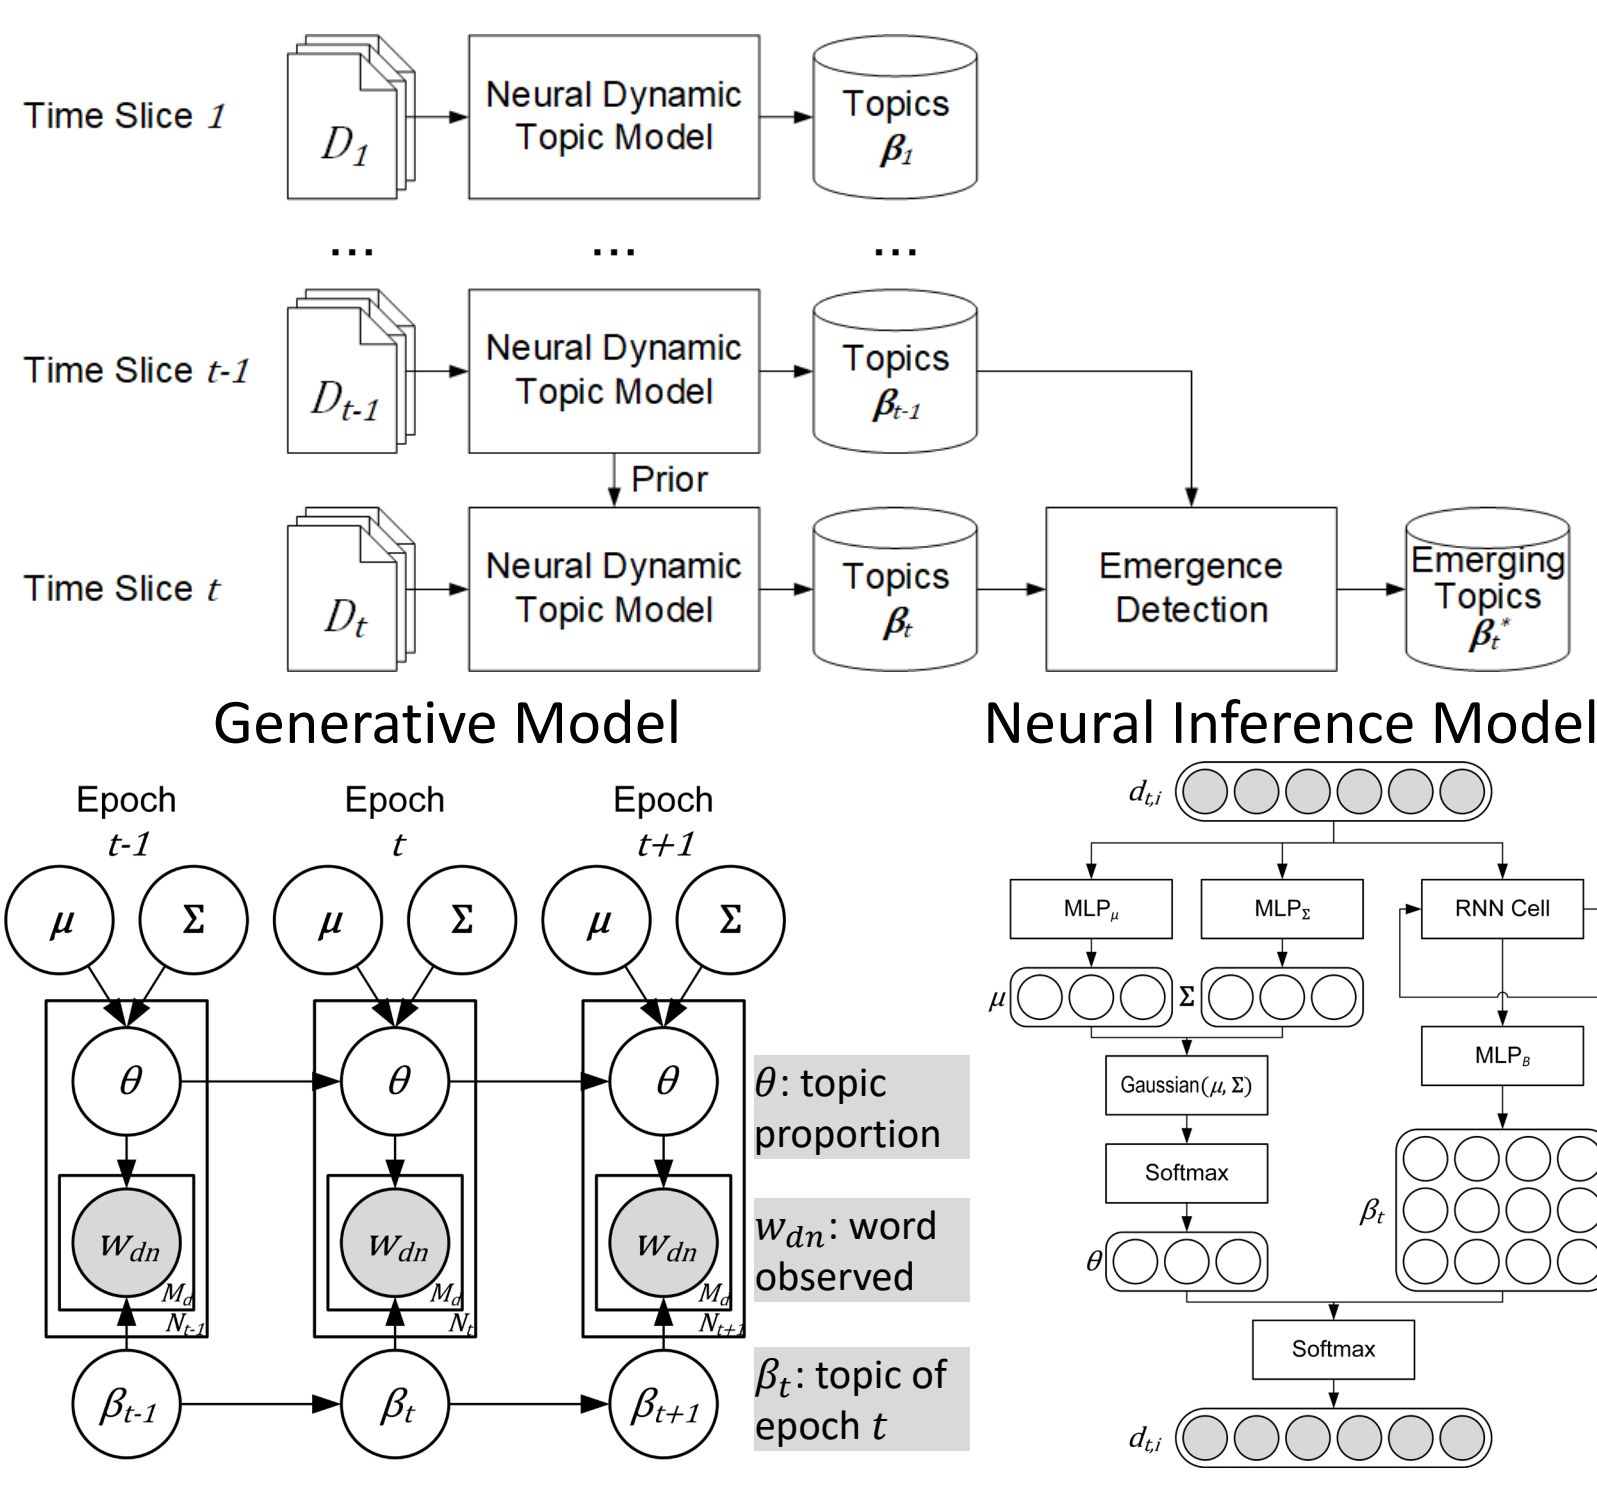 Time Slice 1
D1
Neural Dynamic
Topic Model
Topics
β1
... ... ...
Time Slice t-1
Dt-1
Neural Dynamic
Topic Model
Topics
βt-1
Prior
Time Slice t
Dt
Neural Dynamic
Topic Model
Topics
βt
Emergence
Detection
Emerging
Topics
βt*
Generative Model
Epoch
t-1
Epoch
t
Epoch
t+1
μ Σ μ Σ μ Σ
θ θ θ
wdn wdn wdn
Md Md Md
Nt-1 Nt Nt+1
βt-1 βt βt+1
θ: topic
proportion
wdn: word
observed
βt: topic of
epoch t
Neural Inference Model
dt,i
MLPμ MLPΣ RNN Cell
μ Σ
MLPB
Gaussian(μ, Σ)
Softmax
βt
θ
Softmax
dt,i